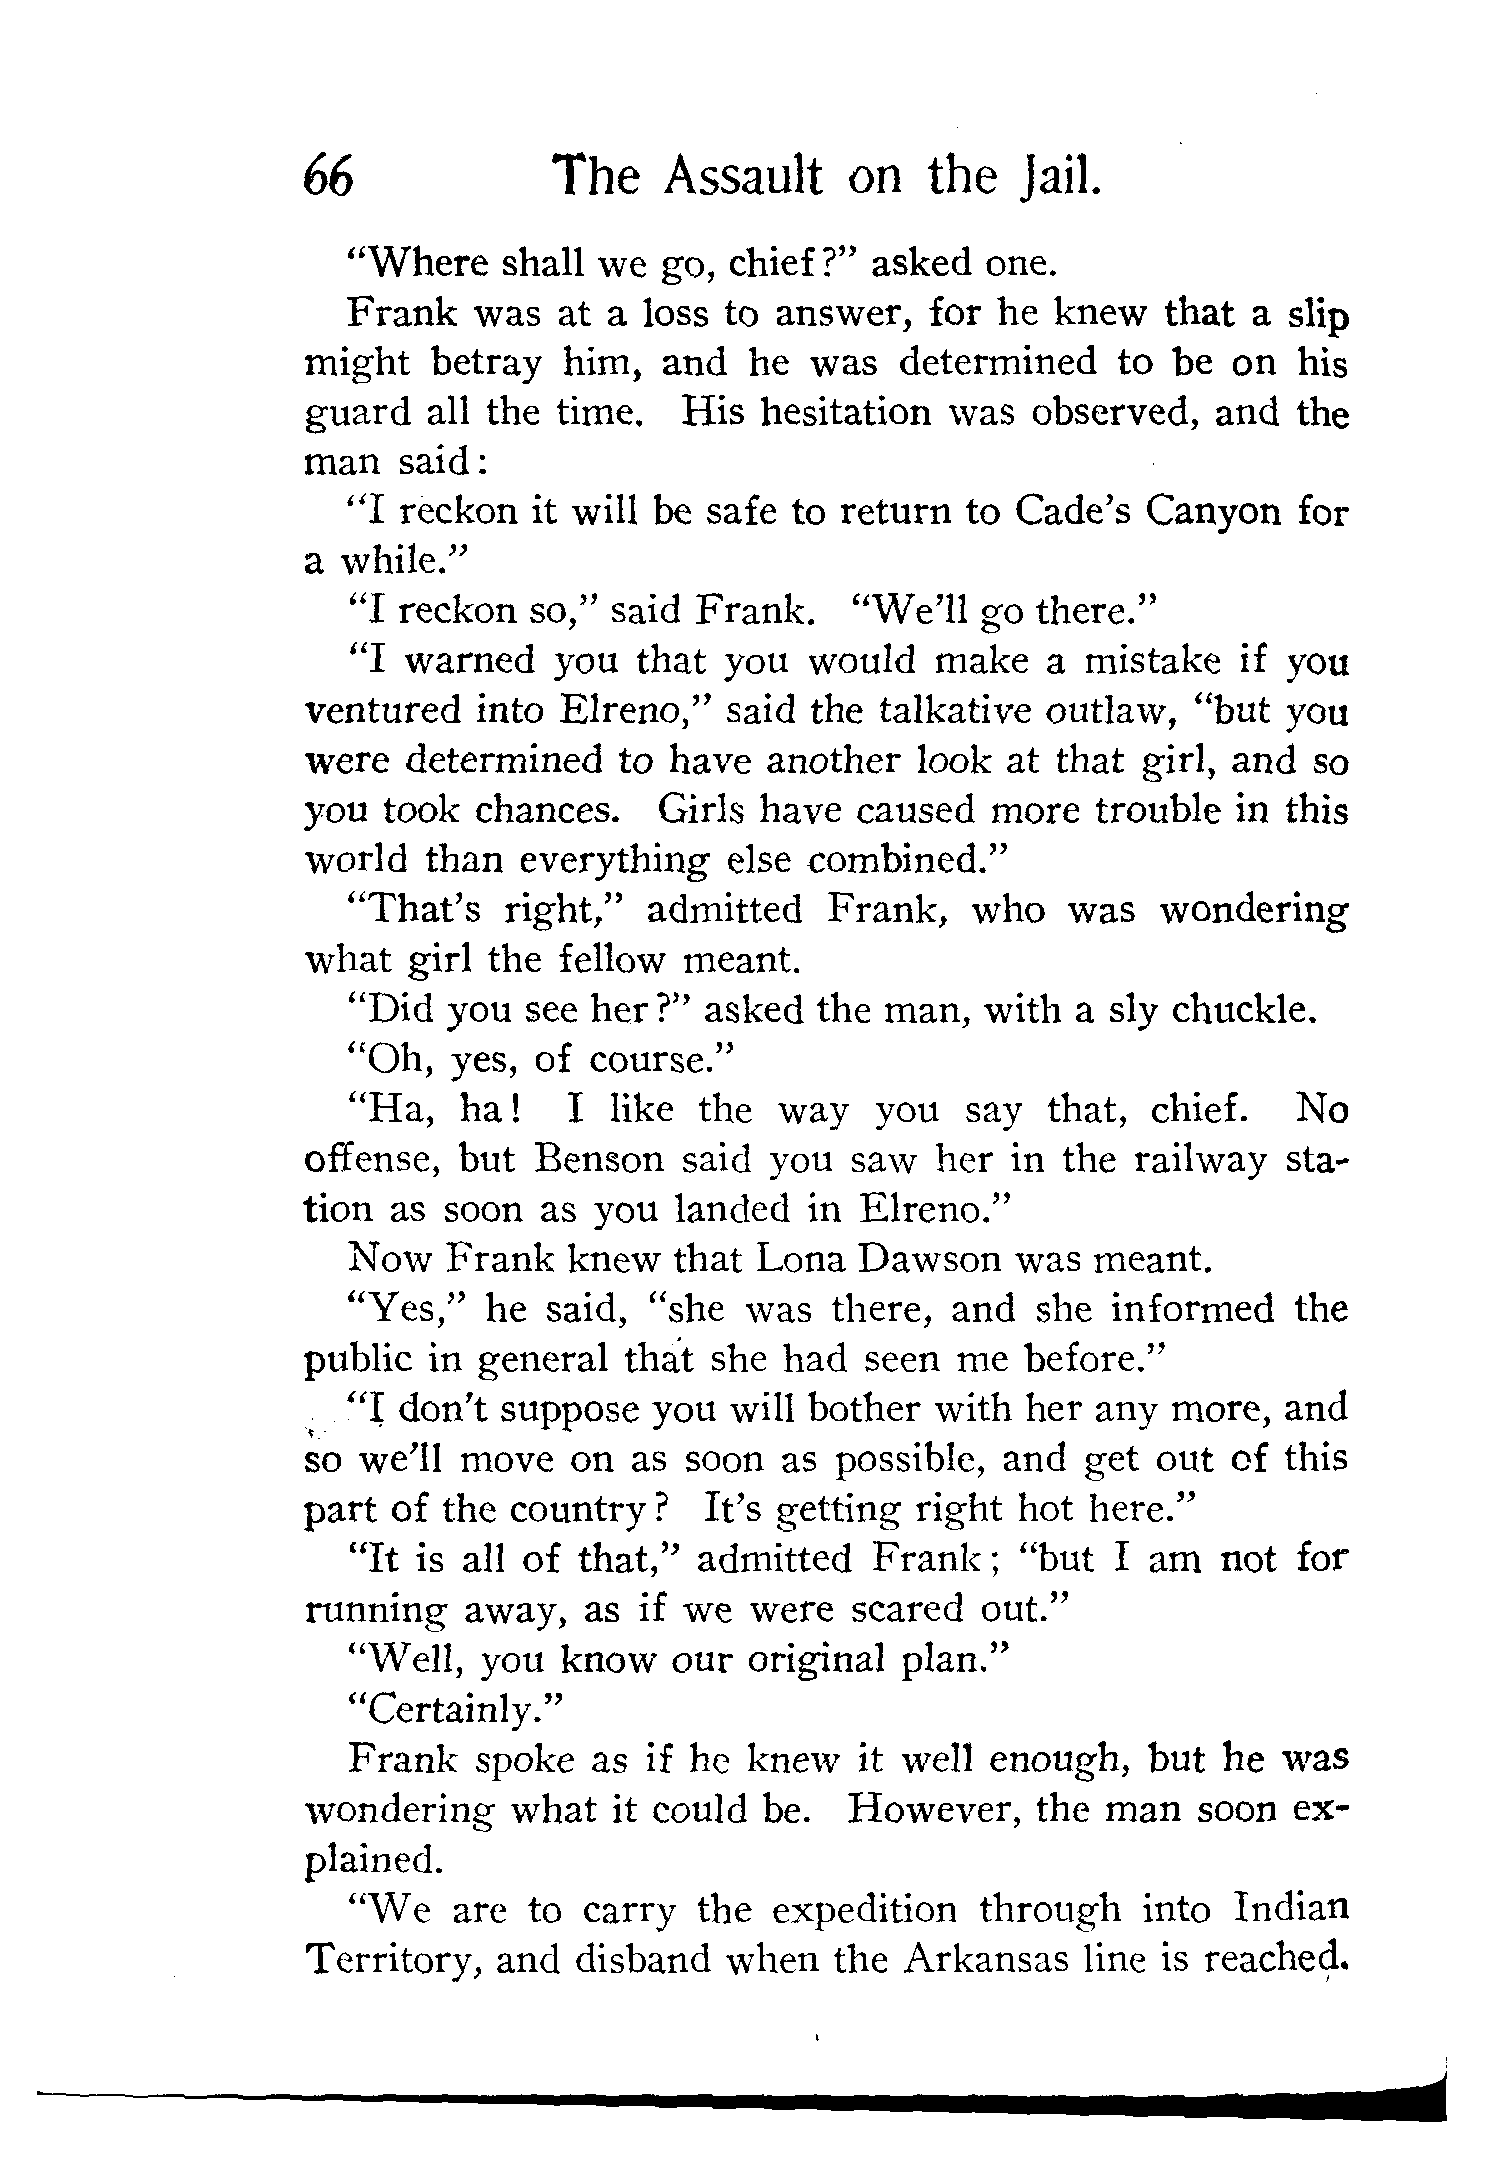 66 The Assault on the Jail.
“Where shall we go, chief?” asked one.
Frank was at a loss to answer, for he knew that a slip
might betray him, and he was determined to be on his
guard all the time. His hesitation was observed, and the
man said:
“I reckon it will be safe to return to Cade’s Canyon for
a while.”
“I reckon so,” said Frank. “We’ll go there.”
“I warned you that you would make a mistake if you
ventured into Elreno,” said the talkative outlaw, “but you
were determined to have another look at that girl, and so
you took chances. Girls have caused more trouble in this
world than everything else combined.”
“That’s right,” admitted Frank, who was wondering
what girl the fellow meant.
“Did you see her?” asked the man, with a sly chuckle.
“Oh, yes, of course.”
“Ha, ha! I like the way you say that, chief. No
offense, but Benson said you saw her in the railway sta-
tion as soon as you landed in Elreno.”
Now Frank knew that Lona Dawson was meant.
“Yes,” he said, “she was there, and she informed the
public in general that she had seen me before.”
“I don’t suppose you will bother with her any more, and
so we’ll move on as soon as possible, and get out of this
part of the country? It’s getting right hot here.”
“It is all of that,” admitted Frank; “but I am not for
running away, as if we were scared out.”
“Well, you know our original plan.”
“Certainly.”
Frank spoke as if he knew it well enough, but he was
wondering what it could be. However, the man soon ex-
plained.
“We are to carry the expedition through into Indian
Territory, and disband when the Arkansas line is reached.